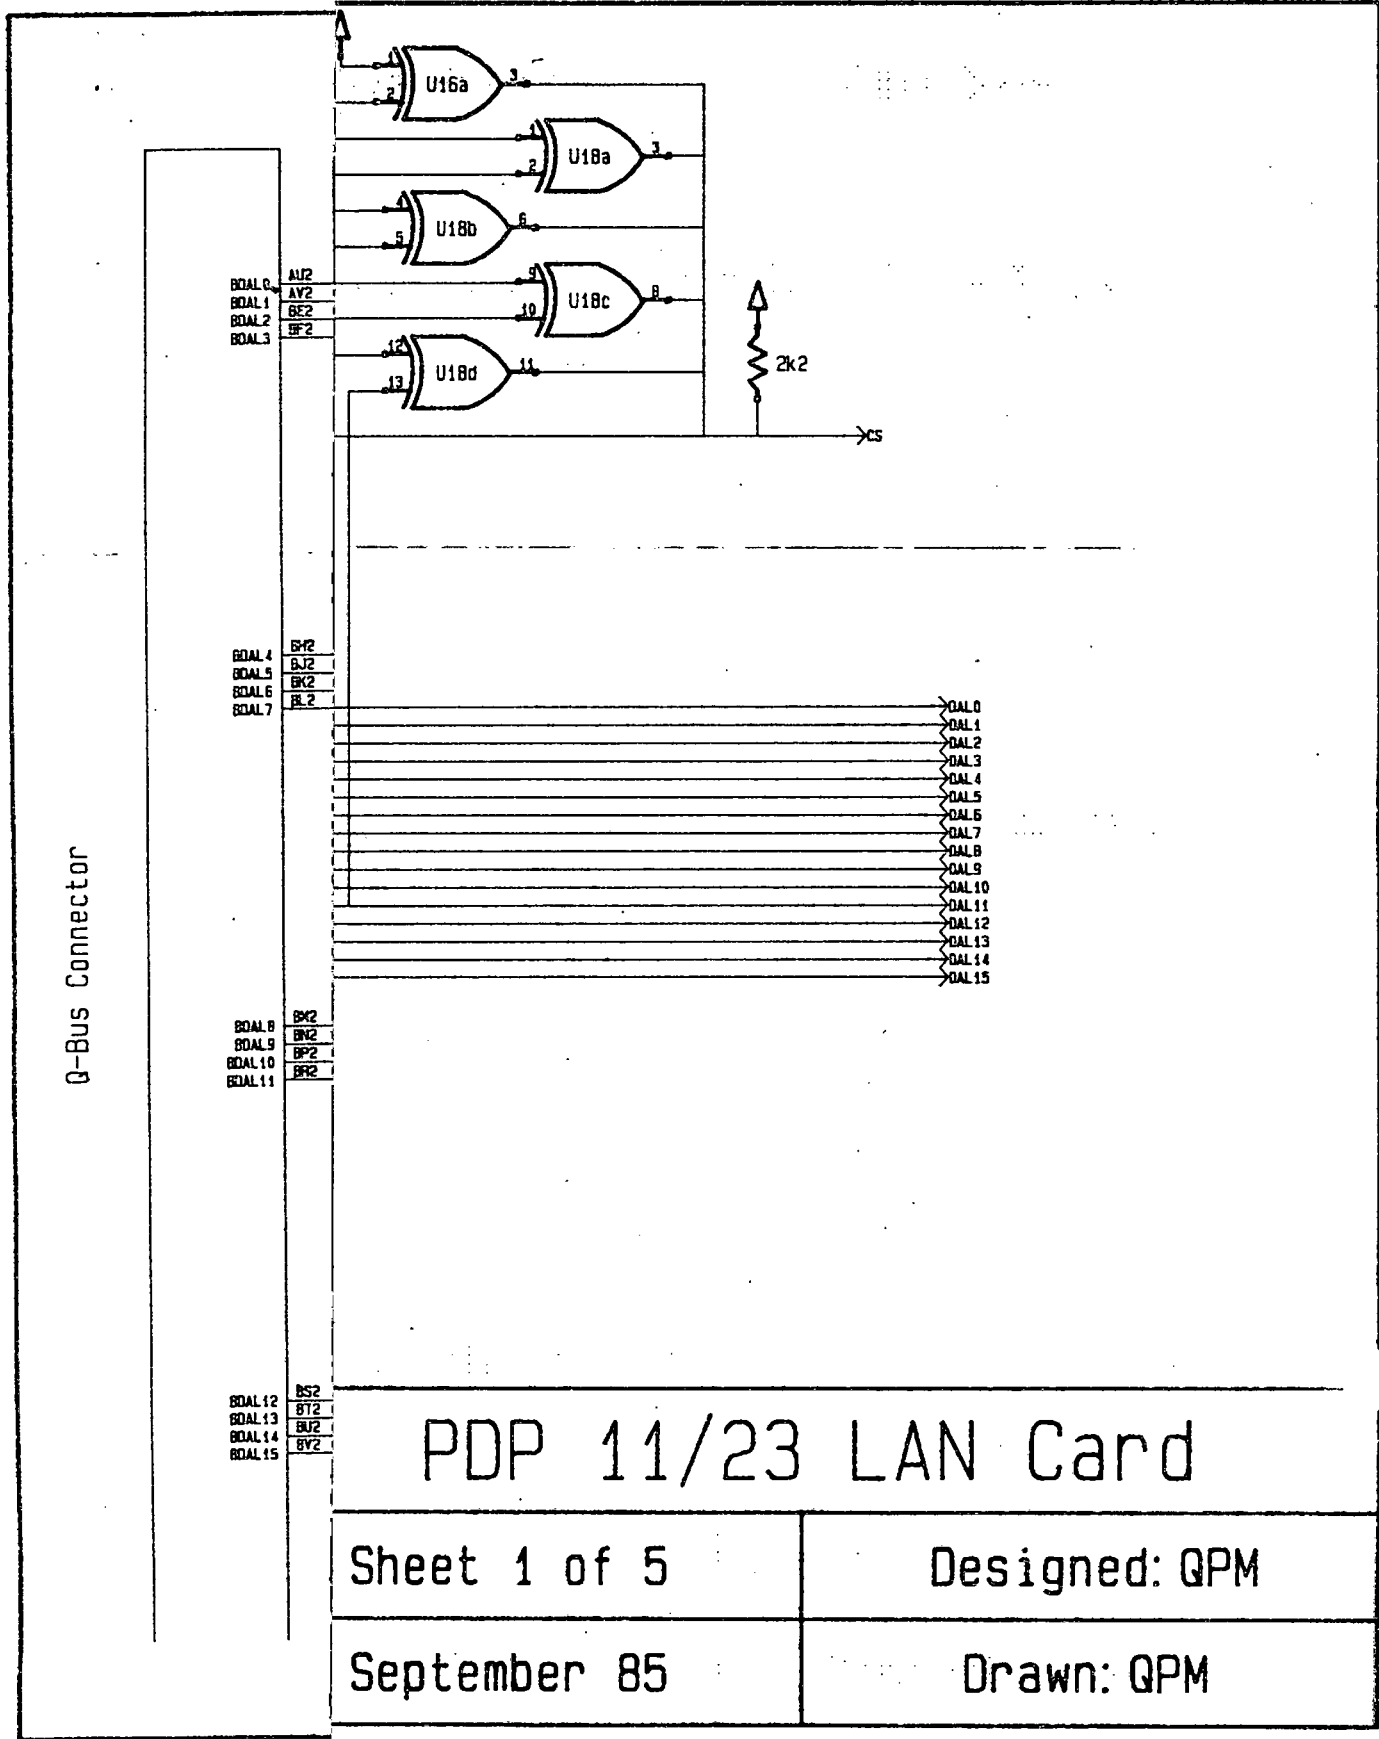 1
2
U16a
3
1
2
U18a
3
4
5
U18b
6
BDAL0 AU2
BDAL1 AV2
BDAL2 BE2
BDAL3 BF2
9
10
U18c
8
12
13
U18d
11
2k2
CS
BDAL4 BH2
BDAL5 BJ2
BDAL6 BK2
BDAL7 BL2
DAL0
DAL1
DAL2
DAL3
DAL4
DAL5
DAL6
DAL7
DAL8
DAL9
DAL10
DAL11
DAL12
DAL13
DAL14
DAL15
Q-Bus Connector
BDAL8
BDAL9 BN2
BDAL10 BP2
BDAL11 BR2
BDAL12 BS2
BDAL13 BT2
BDAL14 BU2
BDAL15 BV2
PDP 11/23 LAN Card
Sheet 1 of 5
Designed: QPM
September 85
Drawn: QPM